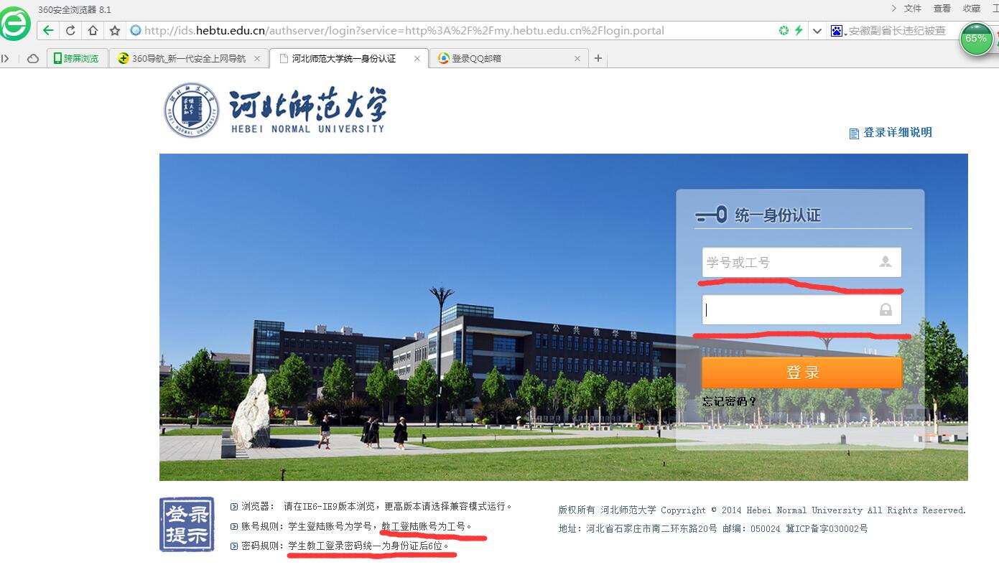 360安全浏览器 8.1
文件 查看 收藏
http://ids.hebtu.edu.cn/authserver/login?service=http%3A%2F%2Fmy.hebtu.edu.cn%2Flogin.portal
安徽副省长违纪被查
65%
跨屏浏览
360导航_新一代安全上网导航
河北师范大学统一身份认证
登录QQ邮箱
河北师范大学
HEBEI NORMAL UNIVERSITY
登录详细说明
统一身份认证
学号或工号
公共教学楼
登录
忘记密码?
登录提示
浏览器: 请在IE6-IE9版本浏览,更高版本请选择兼容模式运行。
账号规则:学生登陆账号为学号,教工登陆账号为工号。
密码规则:学生教工登录密码统一为身份证后6位。
版权所有 河北师范大学 Copyright © 2014 Hebei Normal University All Rights Reserved.
地址:河北省石家庄市南二环东路20号 邮编:050024 冀ICP备字030002号